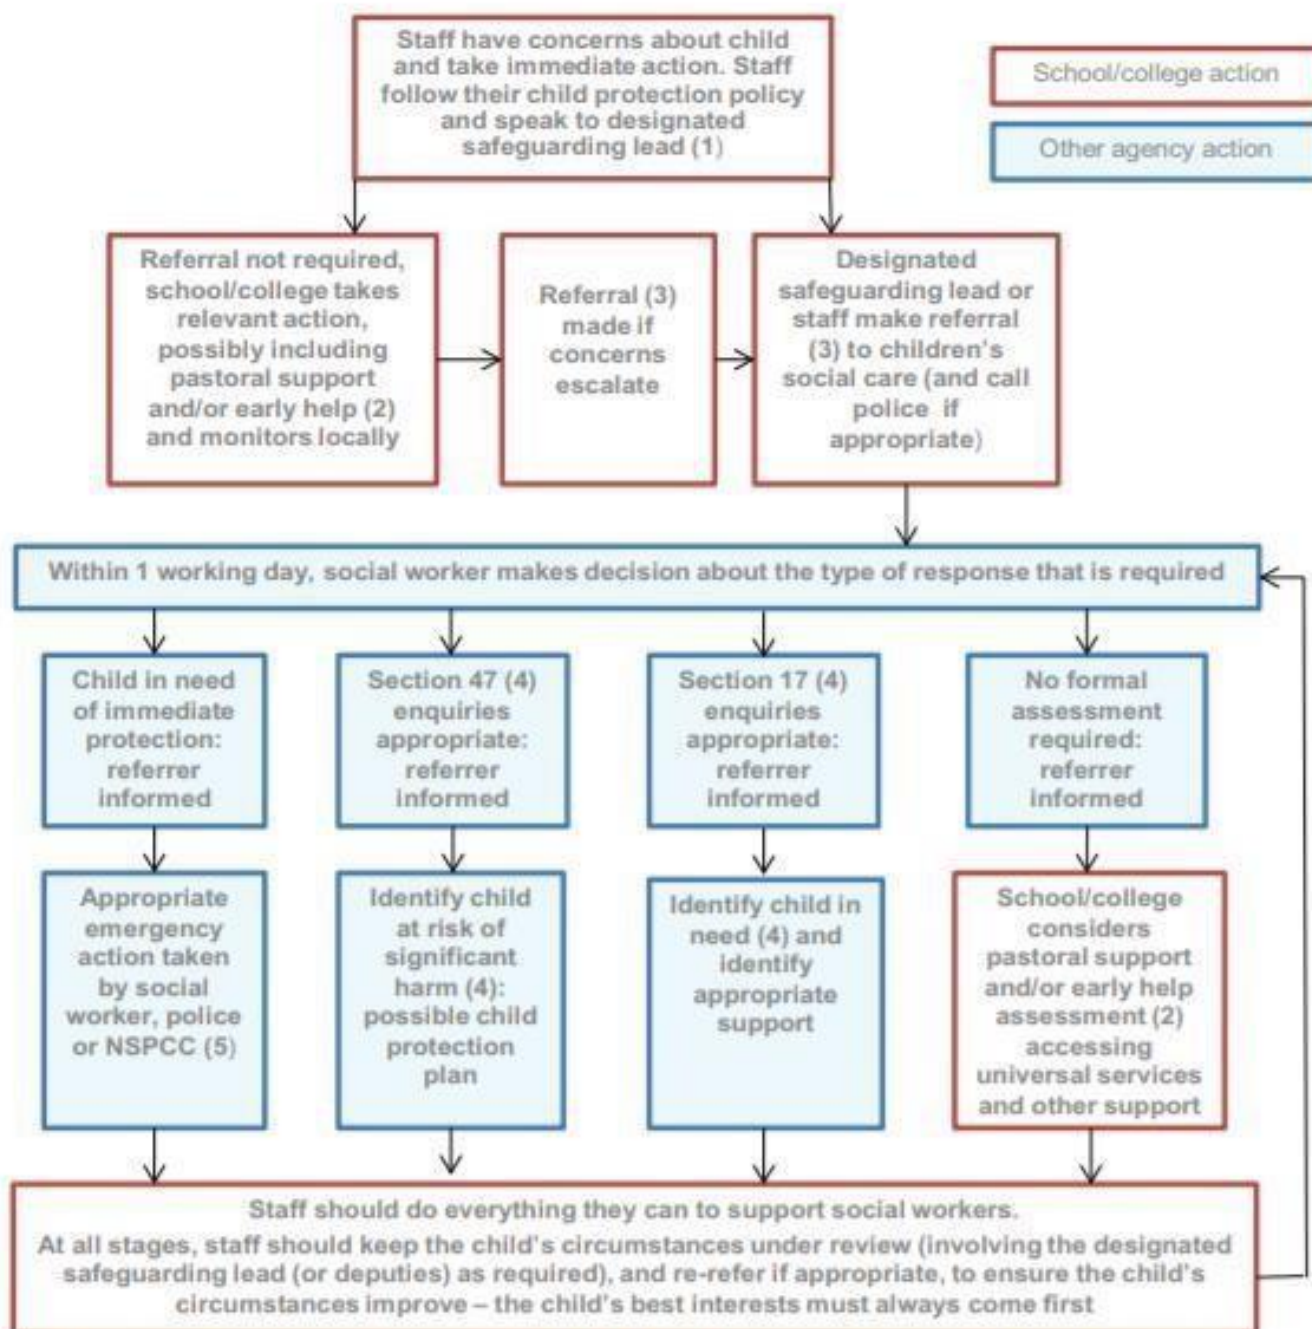 Staff have concerns about child
and take immediate action. Staff
follow their child protection policy
and speak to designated
safeguarding lead (1)
School/college action
Other agency action
Referral not required,
school/college takes
relevant action,
possibly including
pastoral support
and/or early help (2)
and monitors locally
Referral (3)
made if
concerns
escalate
Designated
safeguarding lead or
staff make referral
(3) to children's
social care (and call
police if
appropriate)
Within 1 working day, social worker makes decision about the type of response that is required
Child in need
of immediate
protection:
referrer
informed
Section 47 (4)
enquiries
appropriate:
referrer
informed
Section 17 (4)
enquiries
appropriate:
referrer
informed
No formal
assessment
required:
referrer
informed
Appropriate
emergency
action taken
by social
worker, police
or NSPCC (5)
Identify child
at risk of
significant
harm (4):
possible child
protection
plan
Identify child in
need (4) and
identify
appropriate
support
School/college
considers
pastoral support
and/or early help
assessment (2)
accessing
universal services
and other support
Staff should do everything they can to support social workers.
At all stages, staff should keep the child's circumstances under review (involving the designated
safeguarding lead (or deputies) as required), and re-refer if appropriate, to ensure the child's
circumstances improve – the child's best interests must always come first